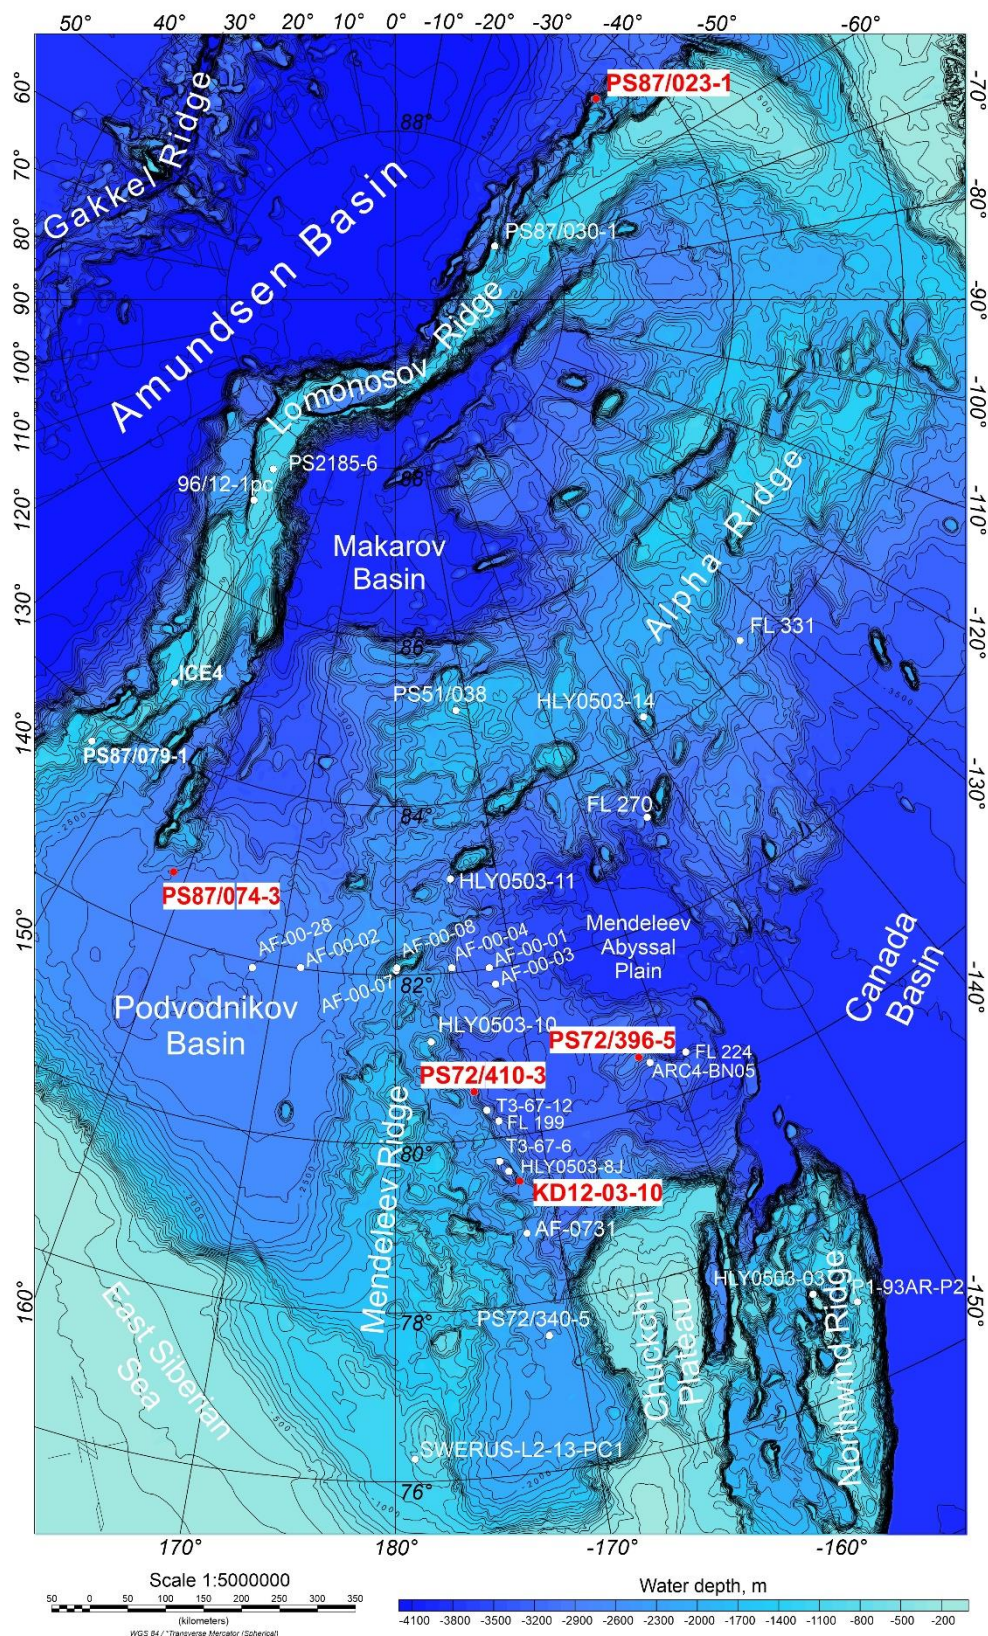 50° 40° 30° 20° 10° 0° -10° -20° -30° -40° -50° -60°
60°
70°
80°
90°
100°
110°
120°
130°
140°
150°
160°
-70°
-80°
-90°
-100°
-110°
-120°
-130°
-140°
-150°
Gakkel Ridge
Amundsen Basin
88°
PS87/023-1
PS87/030-1
Lomonosov Ridge
PS2185-6
96/12-1pc
88°
Makarov
Basin
Alpha Ridge
FL 331
86°
ICE4
PS51/038
HLY0503-14
PS87/079-1
84°
FL 270
PS87/074-3
HLY0503-11
AF-00-28
AF-00-02
AF-00-08
AF-00-07
AF-00-04
AF-00-01
AF-00-03
82°
Mendeleev
Abyssal
Plain
Canada
Basin
Podvodnikov
Basin
HLY0503-10
PS72/396-5
FL 224
ARC4-BN05
PS72/410-3
T3-67-12
FL 199
T3-67-6
HLY0503-8J
KD12-03-10
80°
Mendeleev Ridge
AF-0731
HLY0503-03
P1-93AR-P2
PS72/340-5
78°
East Siberian
Sea
Chuckchi
Plateau
Northwind Ridge
SWERUS-L2-13-PC1
76°
170° 180° -170° -160°
Scale 1:5000000
50 0 50 100 150 200 250 300 350
(kilometers)
WGS 84 / *Transverse Mercator (Spherical)
Water depth, m
-4100 -3800 -3500 -3200 -2900 -2600 -2300 -2000 -1700 -1400 -1100 -800 -500 -200